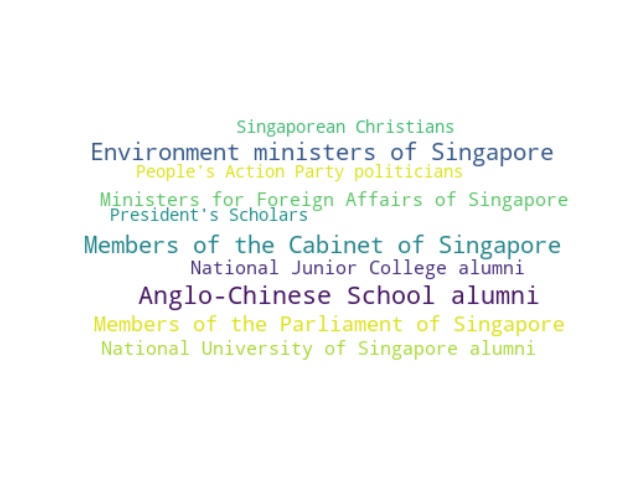 Singaporean Christians
Environment ministers of Singapore
People's Action Party politicians
Ministers for Foreign Affairs of Singapore
President's Scholars
Members of the Cabinet of Singapore
National Junior College alumni
Anglo-Chinese School alumni
Members of the Parliament of Singapore
National University of Singapore alumni